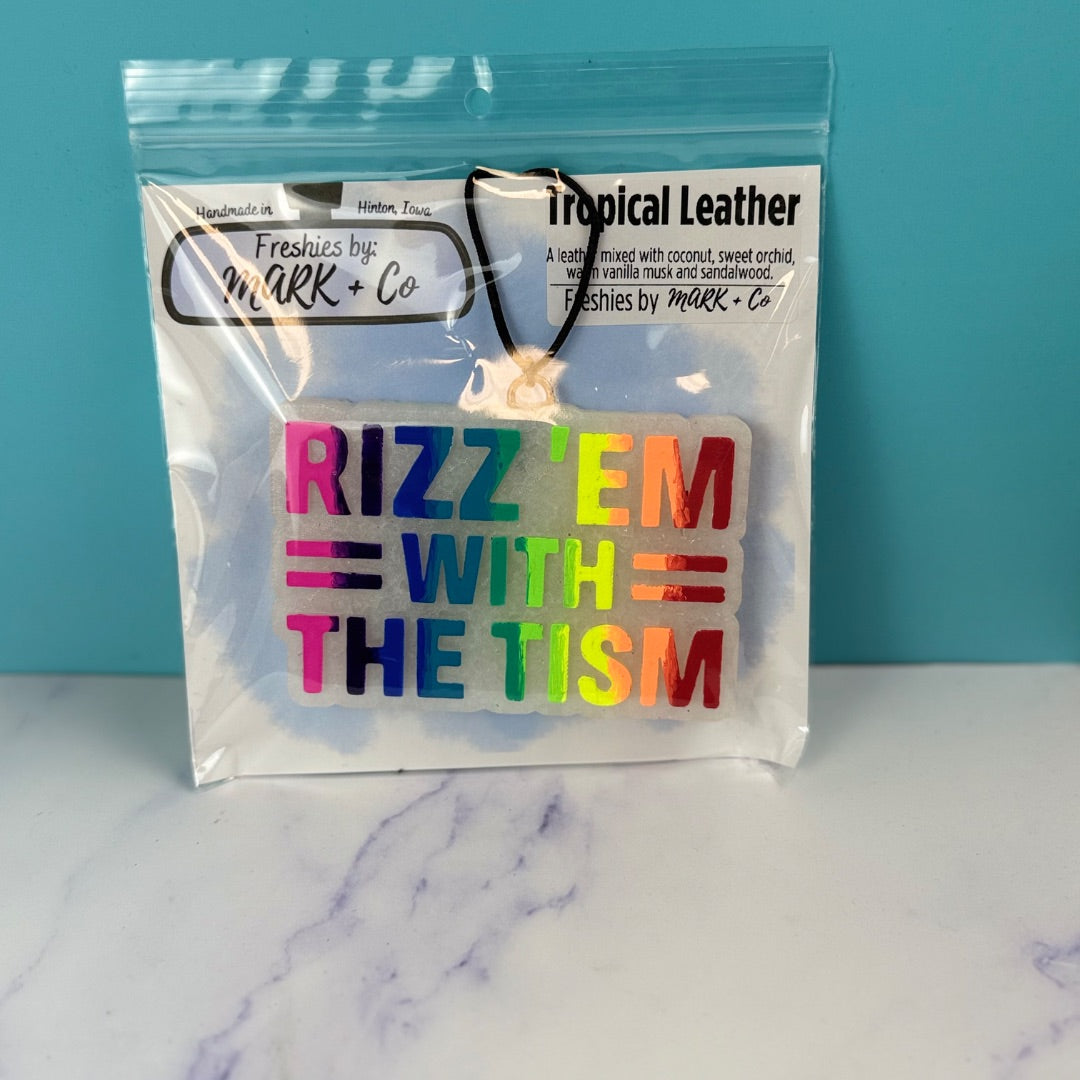 Handmade in Hinton, Iowa
Freshies by:
MARK + Co
Tropical Leather
A leather mixed with coconut, sweet orchid,
warm vanilla musk and sandalwood.
Freshies by MARK + Co
RIZZ 'EM
= WITH =
THE TISM